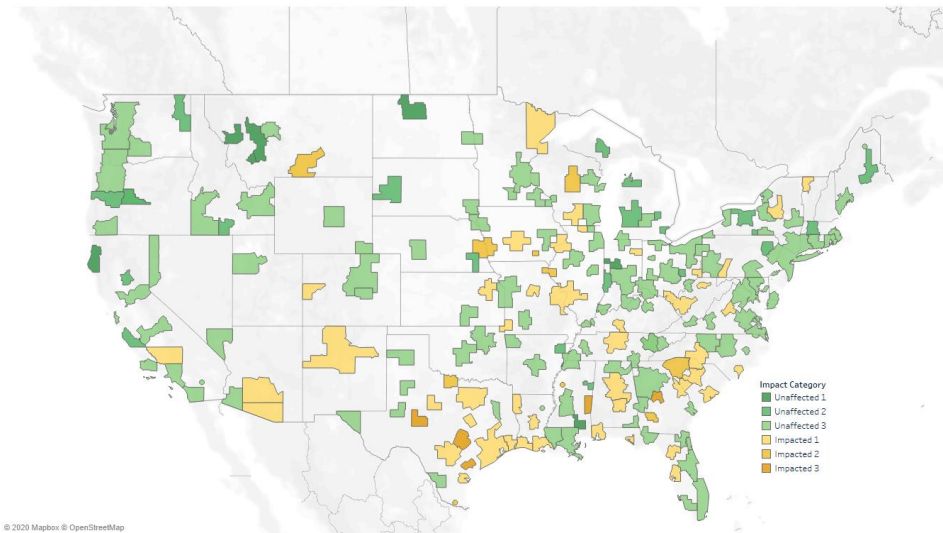 Impact Category
Unaffected 1
Unaffected 2
Unaffected 3
Impacted 1
Impacted 2
Impacted 3
© 2020 Mapbox © OpenStreetMap